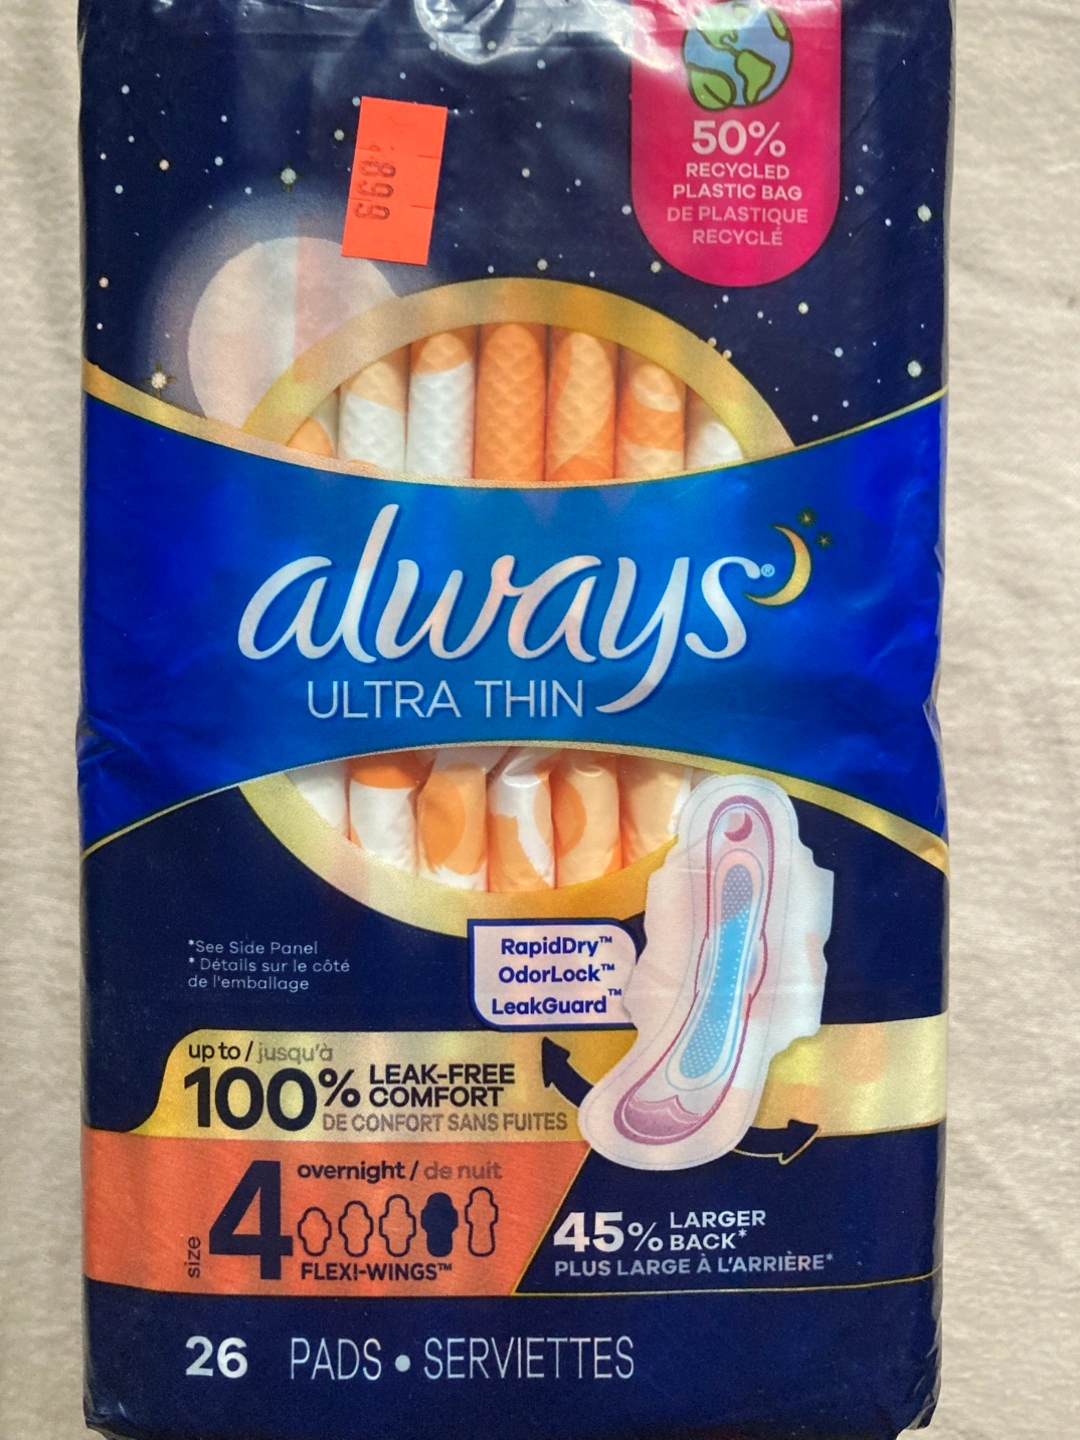 50%
RECYCLED
PLASTIC BAG
DE PLASTIQUE
RECYCLÉ
899
always®
ULTRA THIN
RapidDry™
OdorLock™
LeakGuard™
*See Side Panel
* Détails sur le côté
de l'emballage
up to / jusqu'à
100% LEAK-FREE
COMFORT
DE CONFORT SANS FUITES
size 4 overnight / de nuit
FLEXI-WINGS™
45% LARGER
BACK*
PLUS LARGE À L'ARRIÈRE*
26 PADS • SERVIETTES